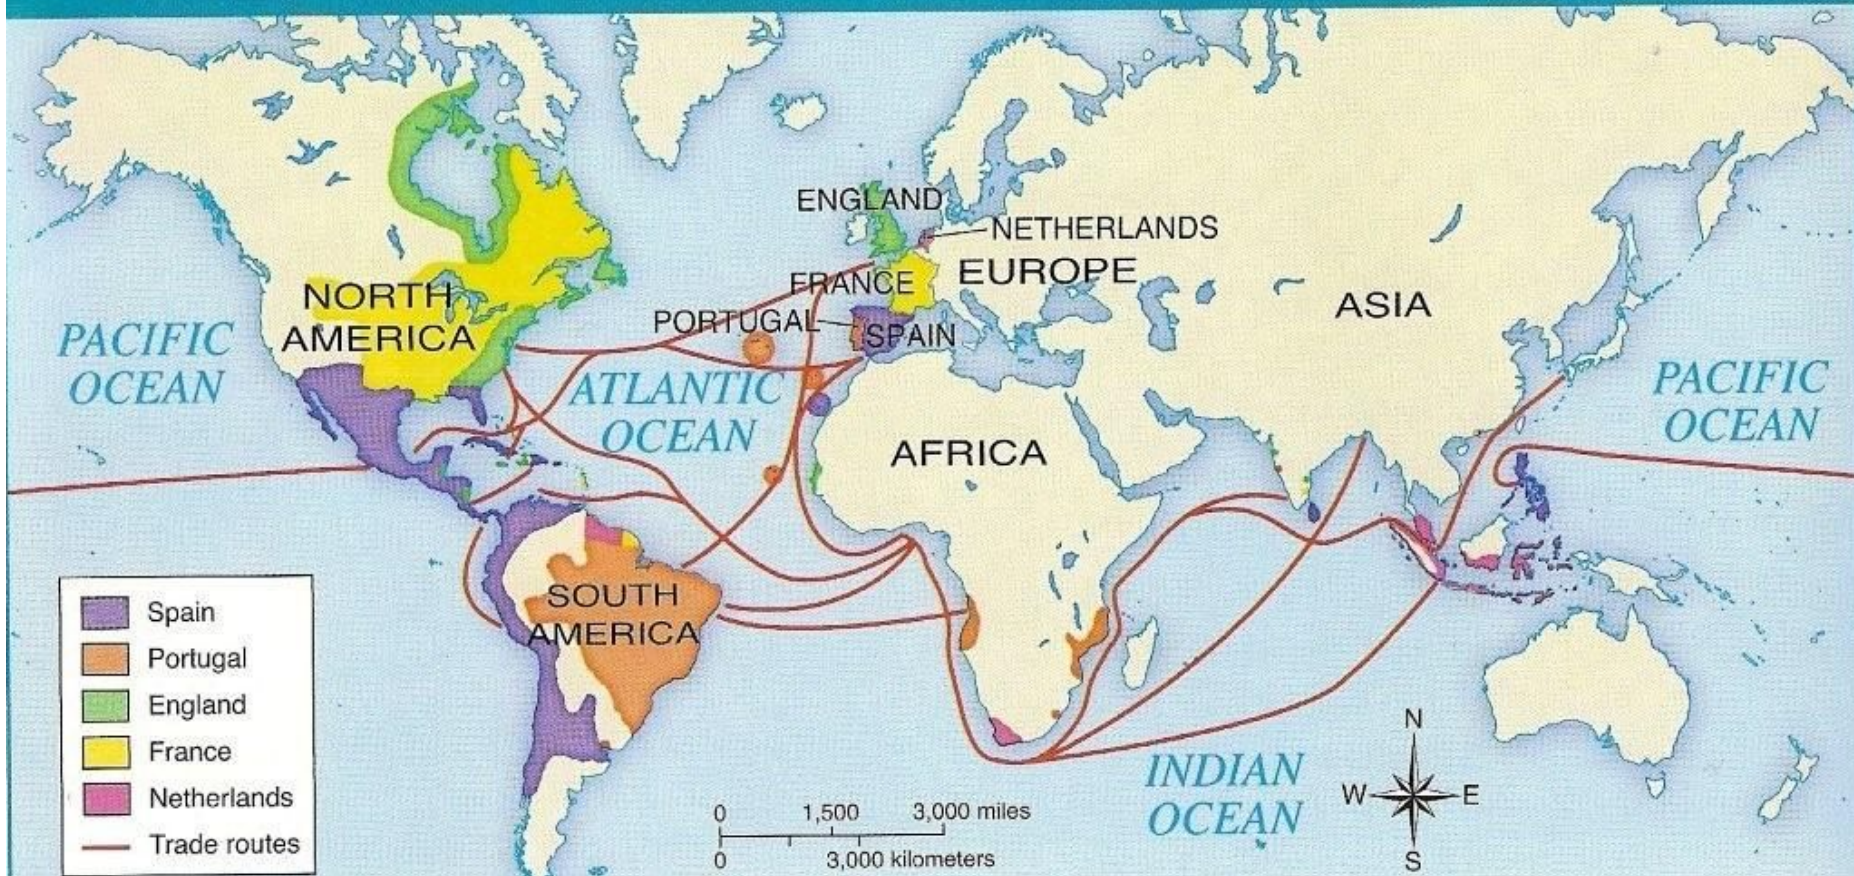 ENGLAND
NETHERLANDS
FRANCE
EUROPE
NORTH
AMERICA
PORTUGAL
SPAIN
ASIA
PACIFIC
OCEAN
ATLANTIC
OCEAN
PACIFIC
OCEAN
AFRICA
SOUTH
AMERICA
Spain
Portugal
England
France
Netherlands
Trade routes
INDIAN
OCEAN
N
W E
S
0 1,500 3,000 miles
0 3,000 kilometers